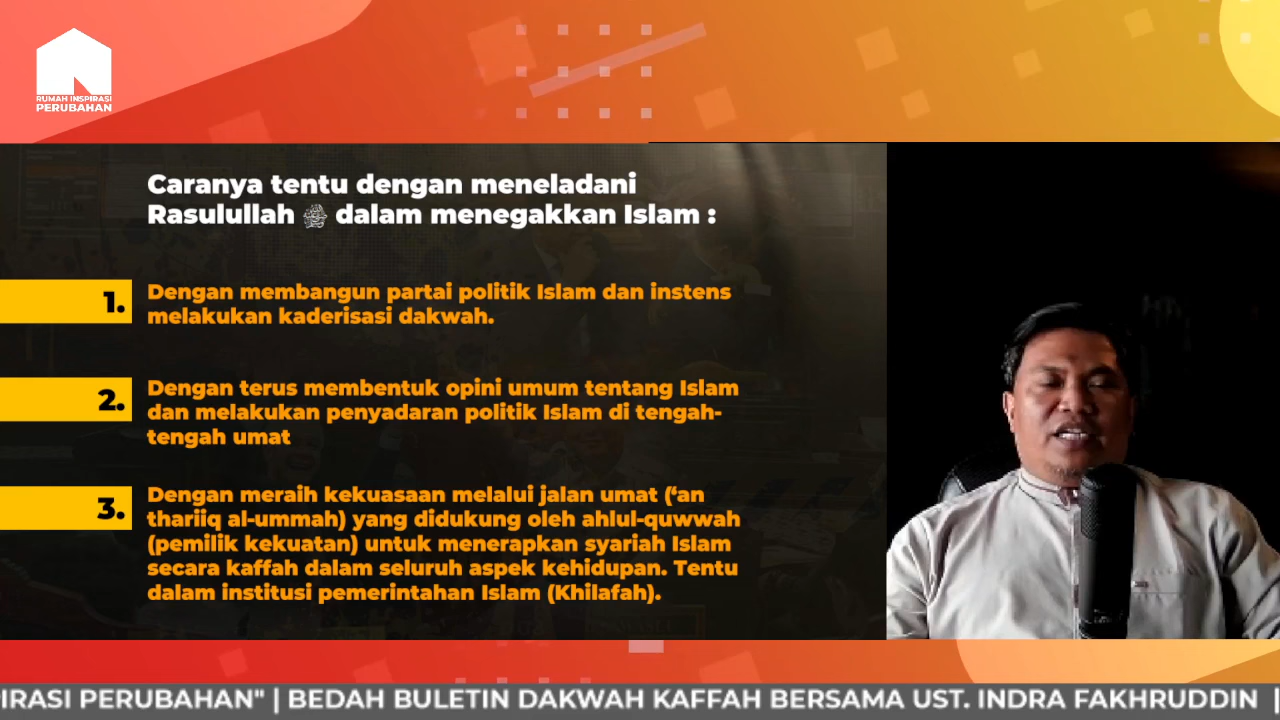 RUMAH INSPIRASI
PERUBAHAN
Caranya tentu dengan meneladani
Rasulullah ﷺ dalam menegakkan Islam :
1.
Dengan membangun partai politik Islam dan instens
melakukan kaderisasi dakwah.
2.
Dengan terus membentuk opini umum tentang Islam
dan melakukan penyadaran politik Islam di tengah-
tengah umat
3.
Dengan meraih kekuasaan melalui jalan umat (‘an
thariiq al-ummah) yang didukung oleh ahlul-quwwah
(pemilik kekuatan) untuk menerapkan syariah Islam
secara kaffah dalam seluruh aspek kehidupan. Tentu
dalam institusi pemerintahan Islam (Khilafah).
PIRASI PERUBAHAN" | BEDAH BULETIN DAKWAH KAFFAH BERSAMA UST. INDRA FAKHRUDDIN |